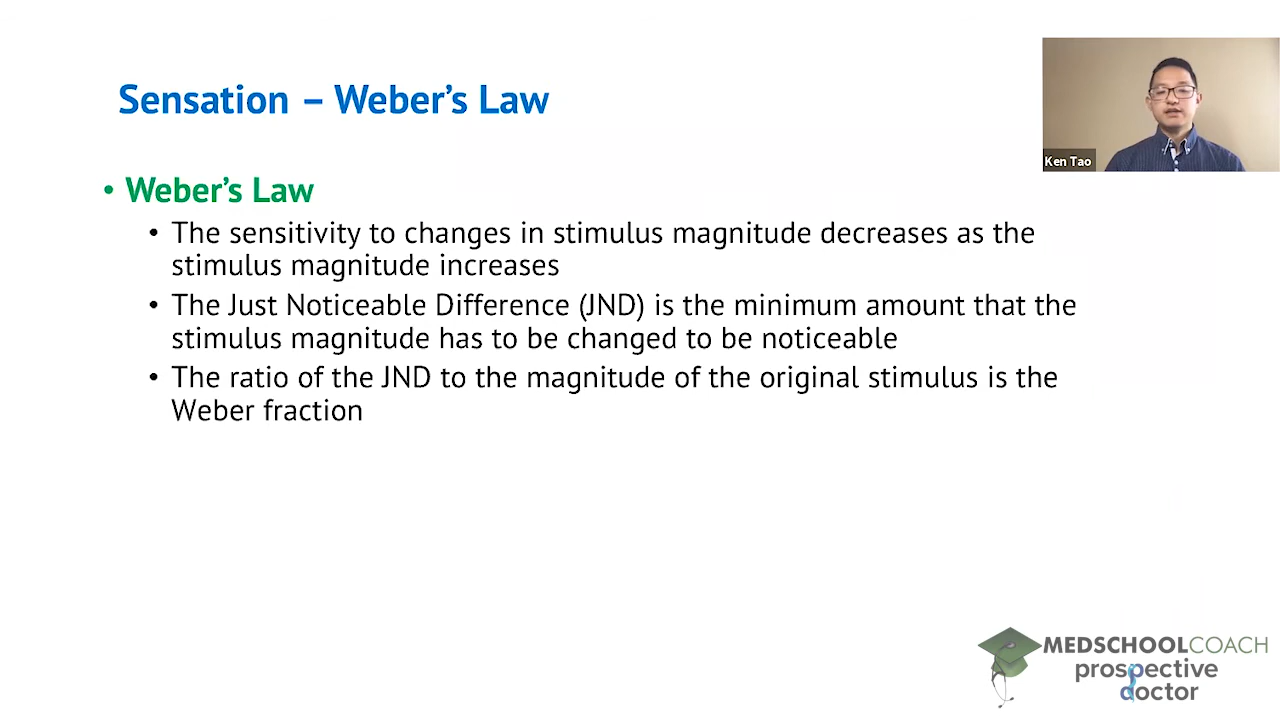 Sensation – Weber's Law
Ken Tao
• Weber's Law
• The sensitivity to changes in stimulus magnitude decreases as the
stimulus magnitude increases
• The Just Noticeable Difference (JND) is the minimum amount that the
stimulus magnitude has to be changed to be noticeable
• The ratio of the JND to the magnitude of the original stimulus is the
Weber fraction
MEDSCHOOLCOACH
prospective
doctor